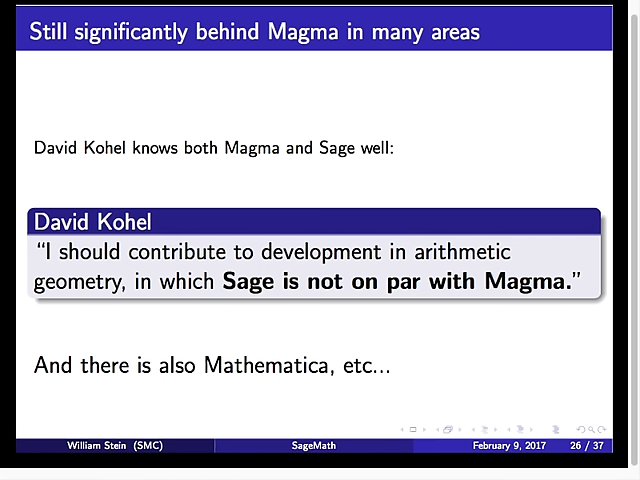 Still significantly behind Magma in many areas
David Kohel knows both Magma and Sage well:
David Kohel
“I should contribute to development in arithmetic
geometry, in which Sage is not on par with Magma.”
And there is also Mathematica, etc...
William Stein (SMC) SageMath February 9, 2017 26 / 37